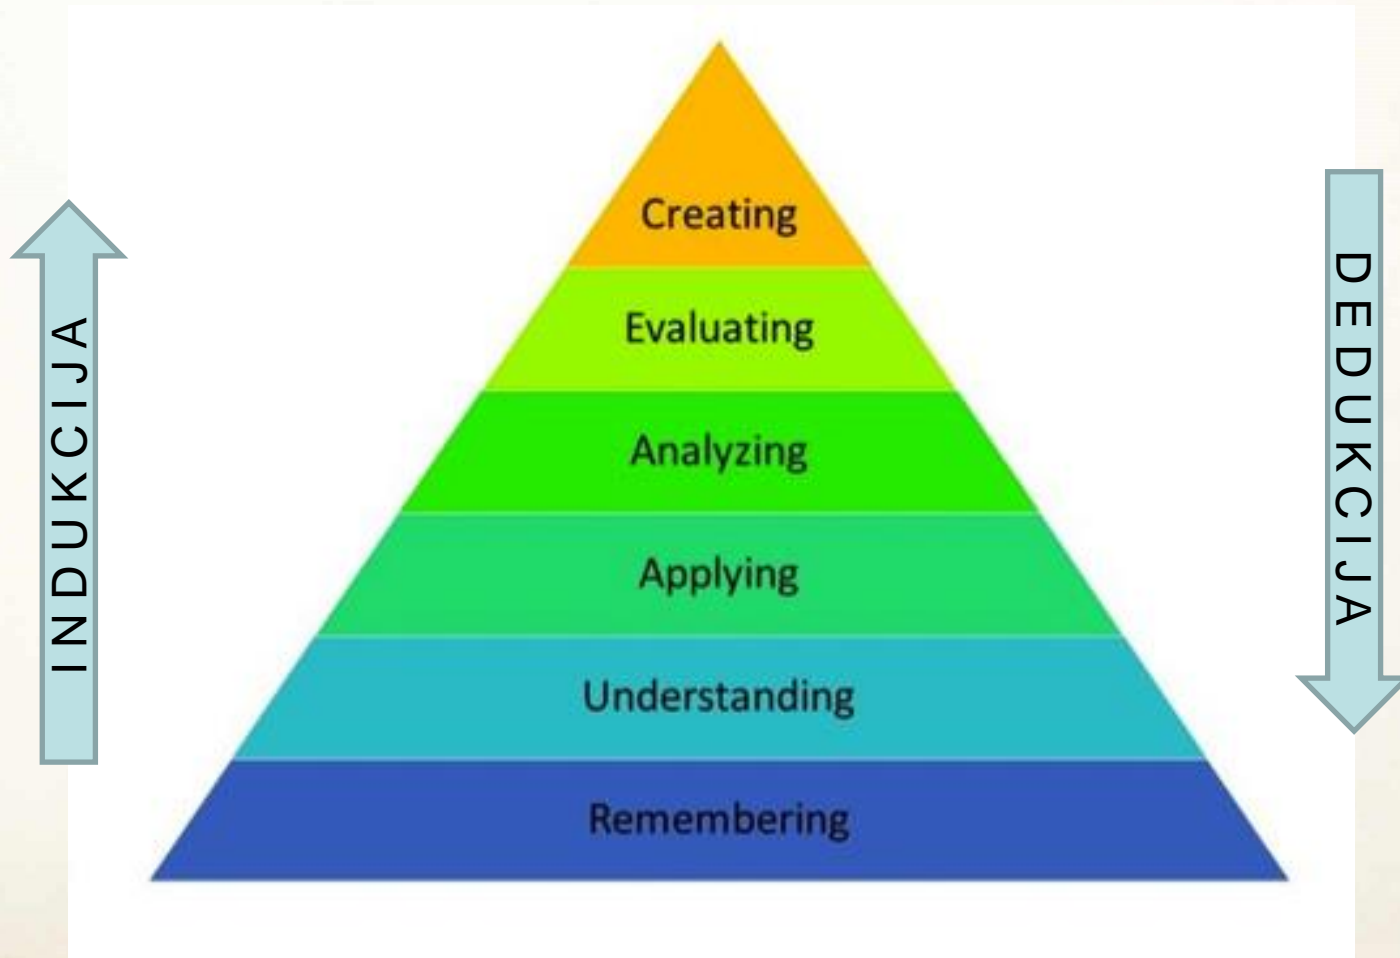 INDUKCIJA
Creating
Evaluating
Analyzing
Applying
Understanding
Remembering
DEDUKCIJA